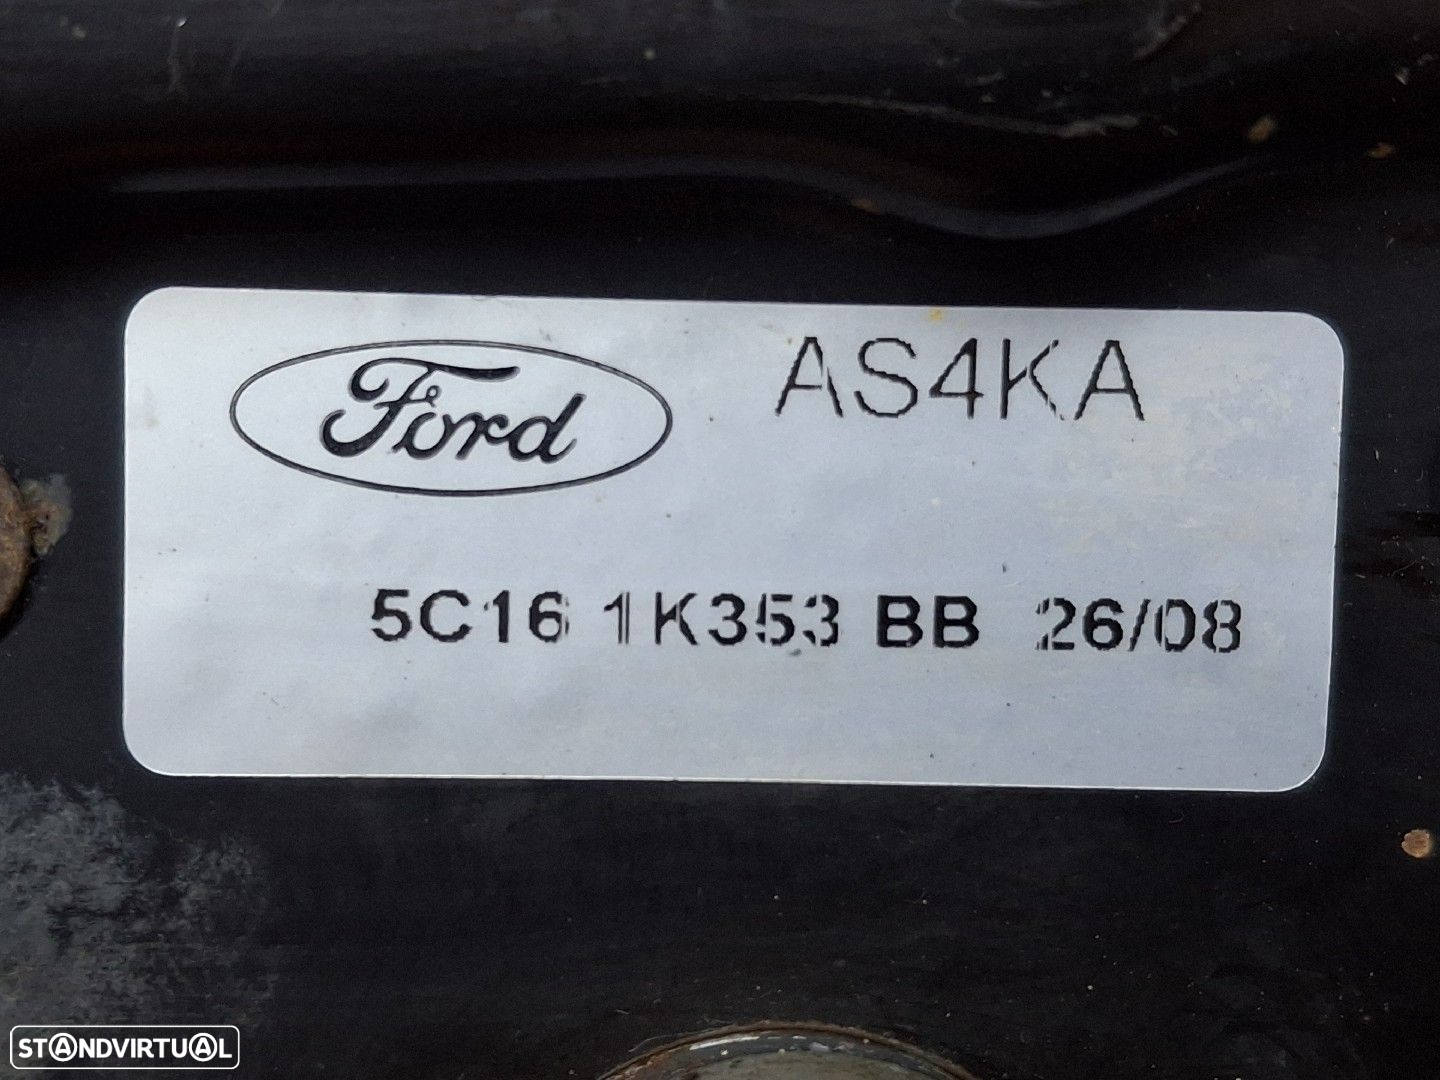 Ford AS4KA
5C16 1K353 BB 26/08
STANDVIRTUAL